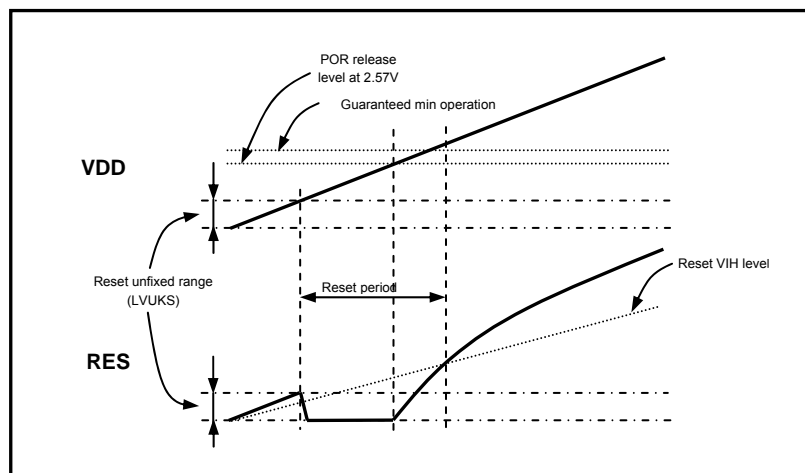 POR release
level at 2.57V
Guaranteed min operation
VDD
Reset unfixed range
(LVUKS)
Reset period
Reset VIH level
RES